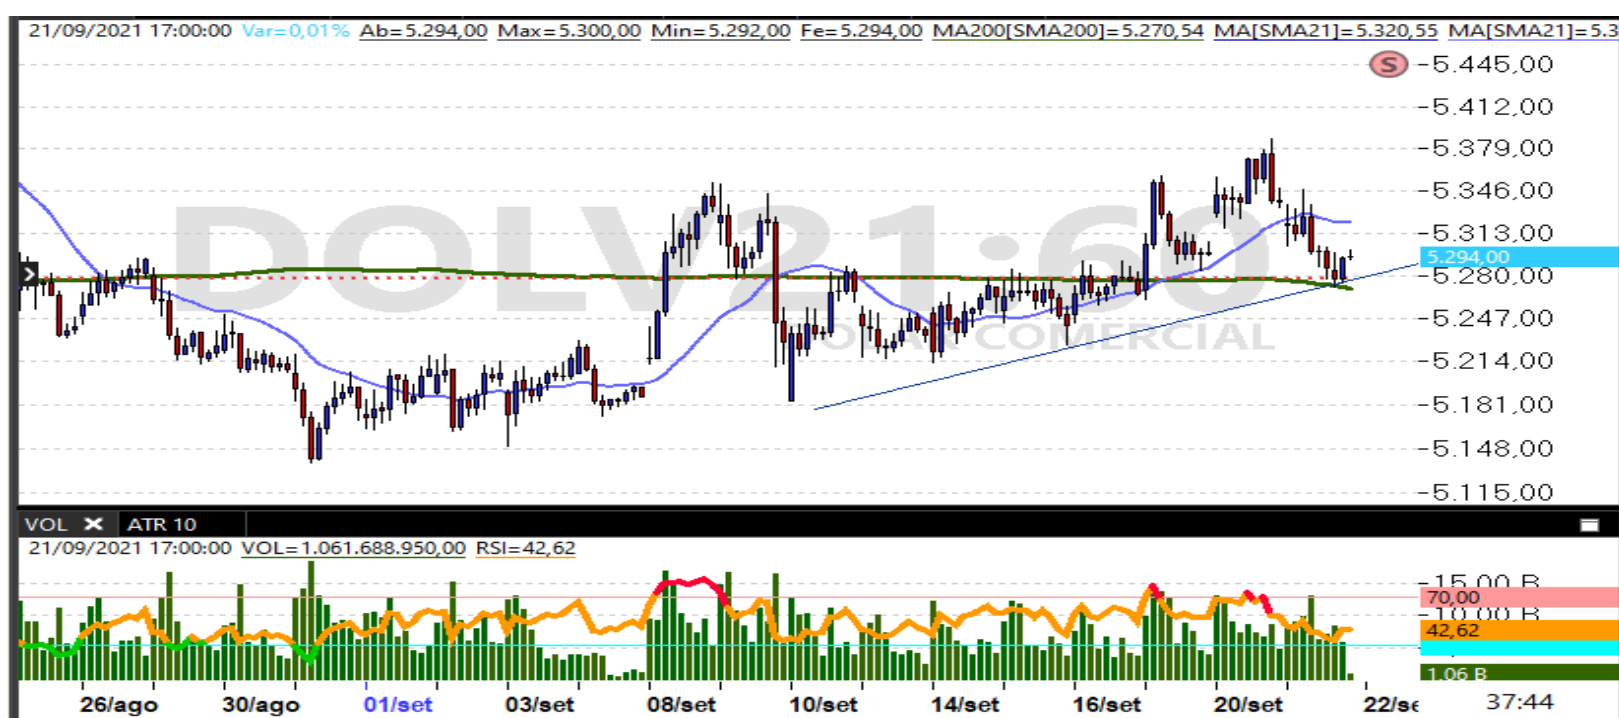 21/09/2021 17:00:00 Var=0,01% Ab=5.294,00 Max=5.300,00 Min=5.292,00 Fe=5.294,00 MA200[SMA200]=5.270,54 MA[SMA21]=5.320,55 MA[SMA21]=5.3
S
5.445,00
5.412,00
5.379,00
5.346,00
5.313,00
5.294,00
5.280,00
5.247,00
5.214,00
5.181,00
5.148,00
5.115,00
DOLV21:60
DOLAR COMERCIAL
VOL ATR 10
21/09/2021 17:00:00 VOL=1.061.688.950,00 RSI=42,62
15,00 B
70,00
10,00 B
42,62
1.06 B
26/ago 30/ago 01/set 03/set 08/set 10/set 14/set 16/set 20/set 22/se 37:44